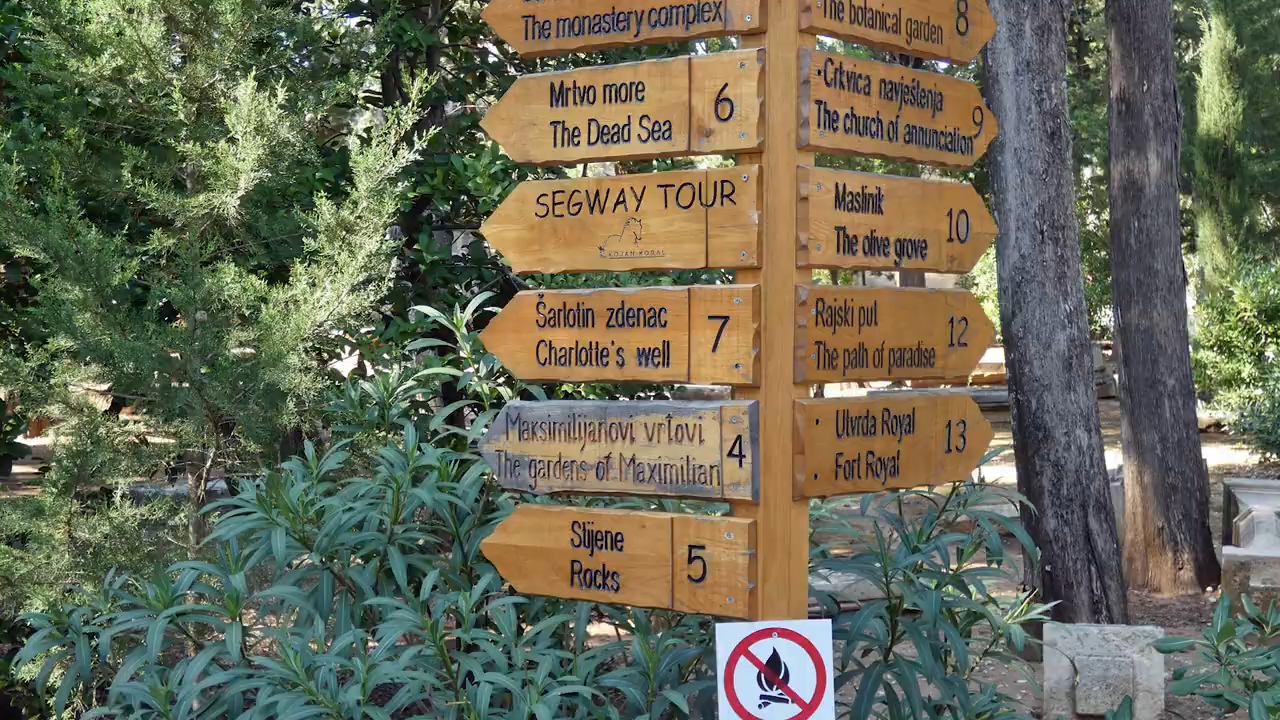 The monastery complex
Mrtvo more
The Dead Sea
6
SEGWAY TOUR
KOJAN KORAL
Šarlotin zdenac
Charlotte's well
7
Maksimilijanovi vrtovi
The gardens of Maximilian
4
Stijene
Rocks
5
The botanical garden
8
·Crkvica navještenja
The church of annunciation
9
Maslinik
The olive grove
10
Rajski put
The path of paradise
12
· Utvrda Royal
· Fort Royal
13